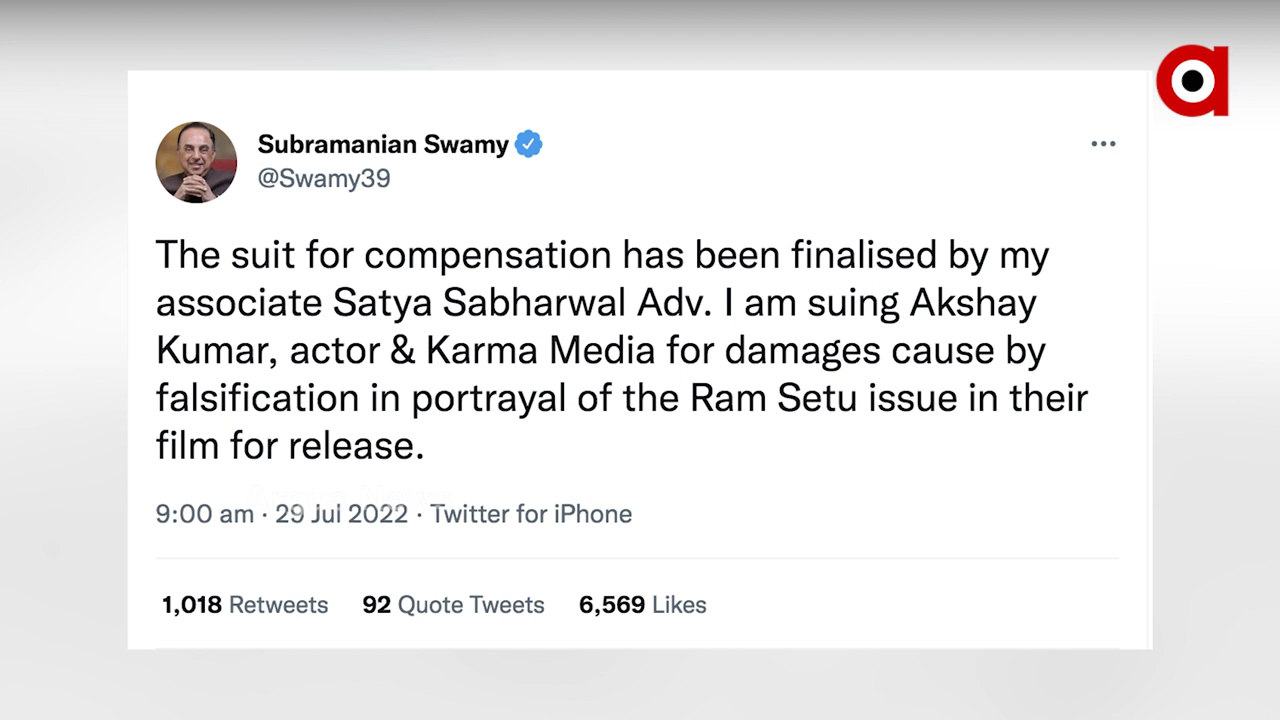 Subramanian Swamy
@Swamy39
The suit for compensation has been finalised by my
associate Satya Sabharwal Adv. I am suing Akshay
Kumar, actor & Karma Media for damages cause by
falsification in portrayal of the Ram Setu issue in their
film for release.
Argus News
9:00 am · 29 Jul 2022 · Twitter for iPhone
1,018 Retweets 92 Quote Tweets 6,569 Likes